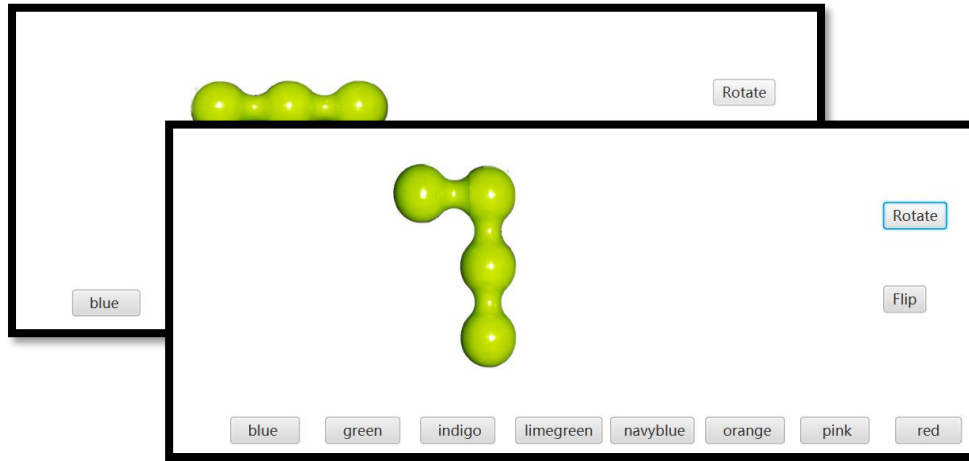 Rotate
blue
Rotate
Flip
blue green indigo limegreen navyblue orange pink red